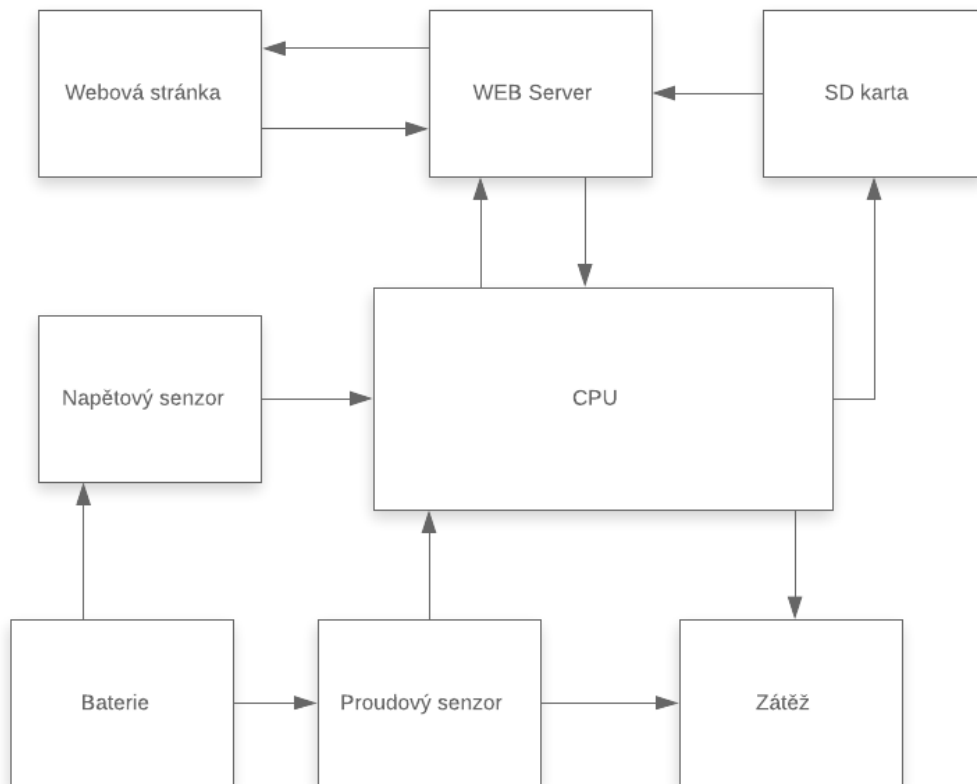 Webová stránka
WEB Server
SD karta
Napětový senzor
CPU
Baterie
Proudový senzor
Zátěž